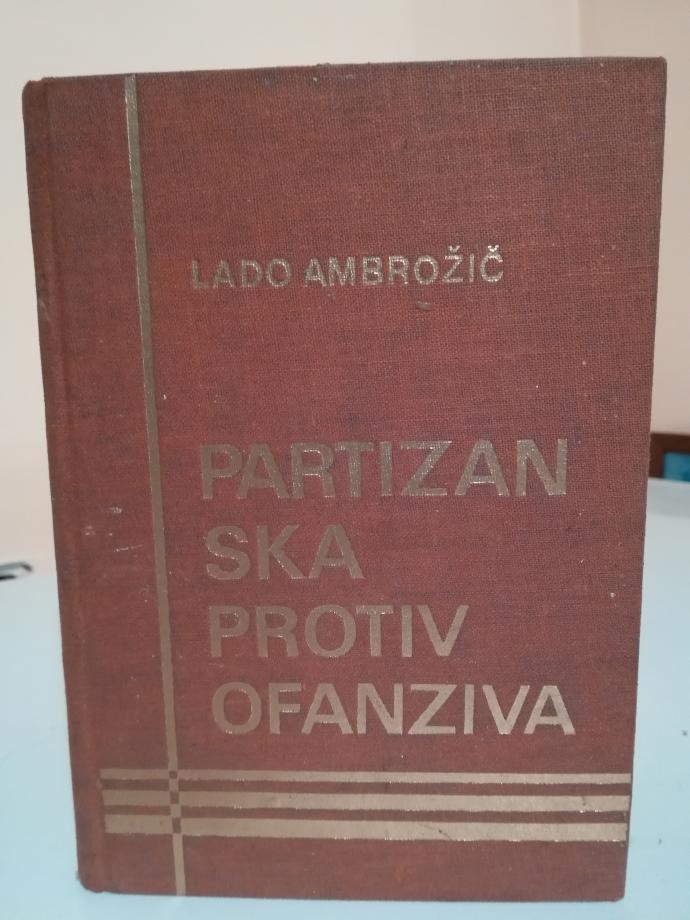 LADO AMBROŽIČ
PARTIZAN
SKA
PROTIV
OFANZIVA